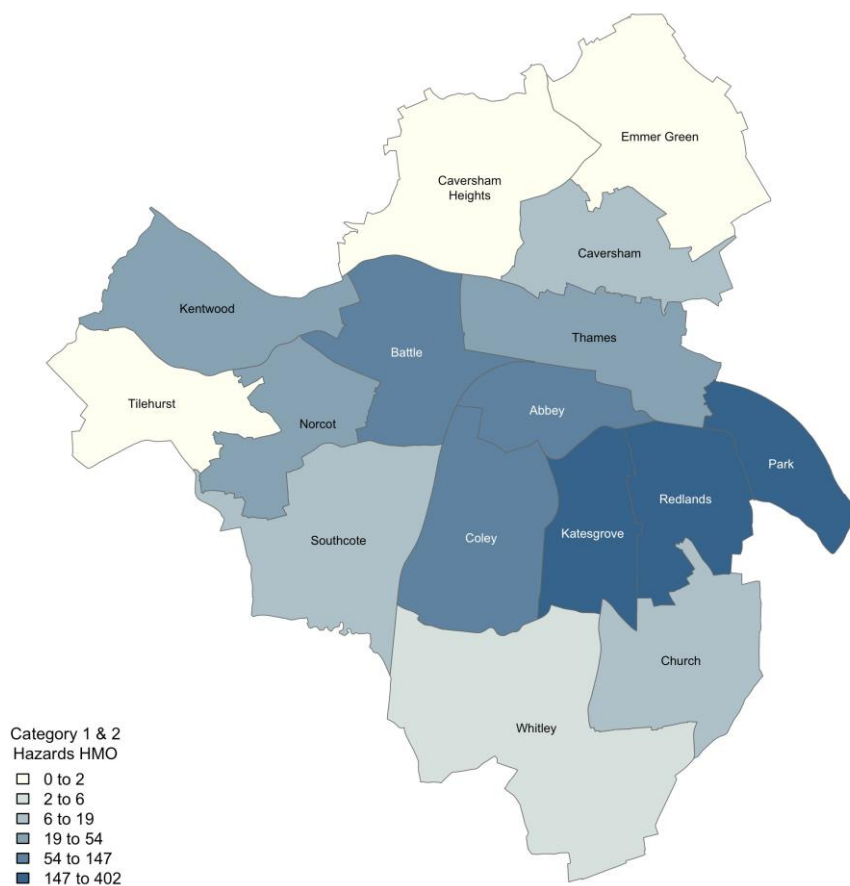 Emmer Green
Caversham
Heights
Caversham
Kentwood
Thames
Battle
Tilehurst
Abbey
Norcot
Park
Redlands
Southcote
Coley
Katesgrove
Church
Whitley
Category 1 & 2
Hazards HMO
0 to 2
2 to 6
6 to 19
19 to 54
54 to 147
147 to 402